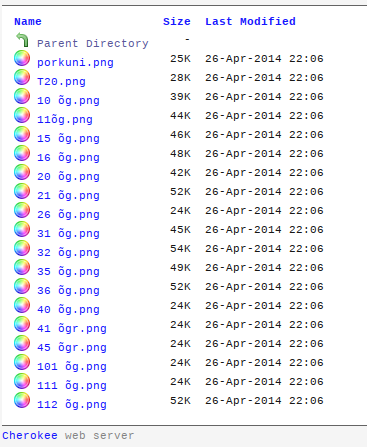 Name Size Last Modified
Parent Directory -
porkuni.png 25K 26-Apr-2014 22:06
T20.png 28K 26-Apr-2014 22:06
10 õg.png 39K 26-Apr-2014 22:06
11õg.png 44K 26-Apr-2014 22:06
15 õg.png 46K 26-Apr-2014 22:06
16 õg.png 48K 26-Apr-2014 22:06
20 õg.png 42K 26-Apr-2014 22:06
21 õg.png 52K 26-Apr-2014 22:06
26 õg.png 24K 26-Apr-2014 22:06
31 õg.png 45K 26-Apr-2014 22:06
32 õg.png 54K 26-Apr-2014 22:06
35 õg.png 49K 26-Apr-2014 22:06
36 õg.png 52K 26-Apr-2014 22:06
40 õg.png 24K 26-Apr-2014 22:06
41 õgr.png 24K 26-Apr-2014 22:06
45 õgr.png 24K 26-Apr-2014 22:06
101 õg.png 24K 26-Apr-2014 22:06
111 õg.png 24K 26-Apr-2014 22:06
112 õg.png 52K 26-Apr-2014 22:06
Cherokee web server